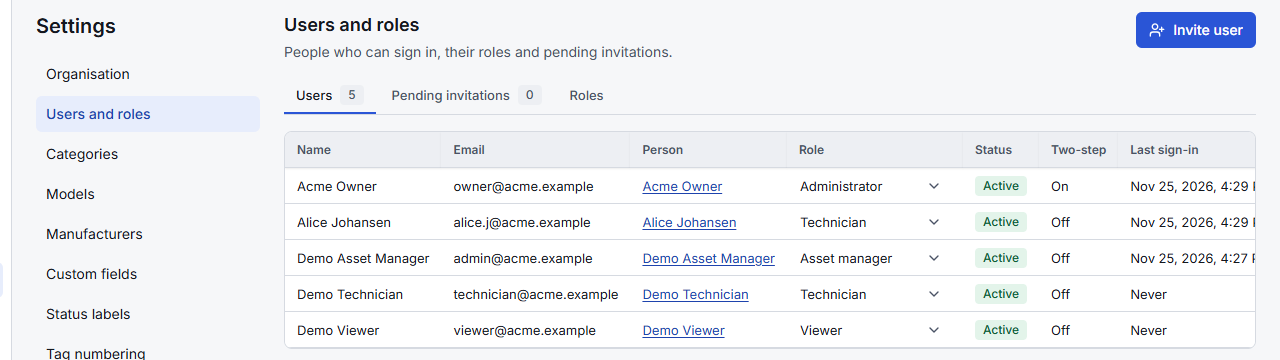 Settings
Organisation
Users and roles
Categories
Models
Manufacturers
Custom fields
Status labels
Tag numbering
Users and roles
People who can sign in, their roles and pending invitations.
Invite user
Users 5 Pending invitations 0 Roles
Name Email Person Role Status Two-step Last sign-in
Acme Owner owner@acme.example Acme Owner Administrator Active On Nov 25, 2026, 4:29
Alice Johansen alice.j@acme.example Alice Johansen Technician Active Off Nov 25, 2026, 4:29
Demo Asset Manager admin@acme.example Demo Asset Manager Asset manager Active Off Nov 25, 2026, 4:27
Demo Technician technician@acme.example Demo Technician Technician Active Off Never
Demo Viewer viewer@acme.example Demo Viewer Viewer Active Off Never